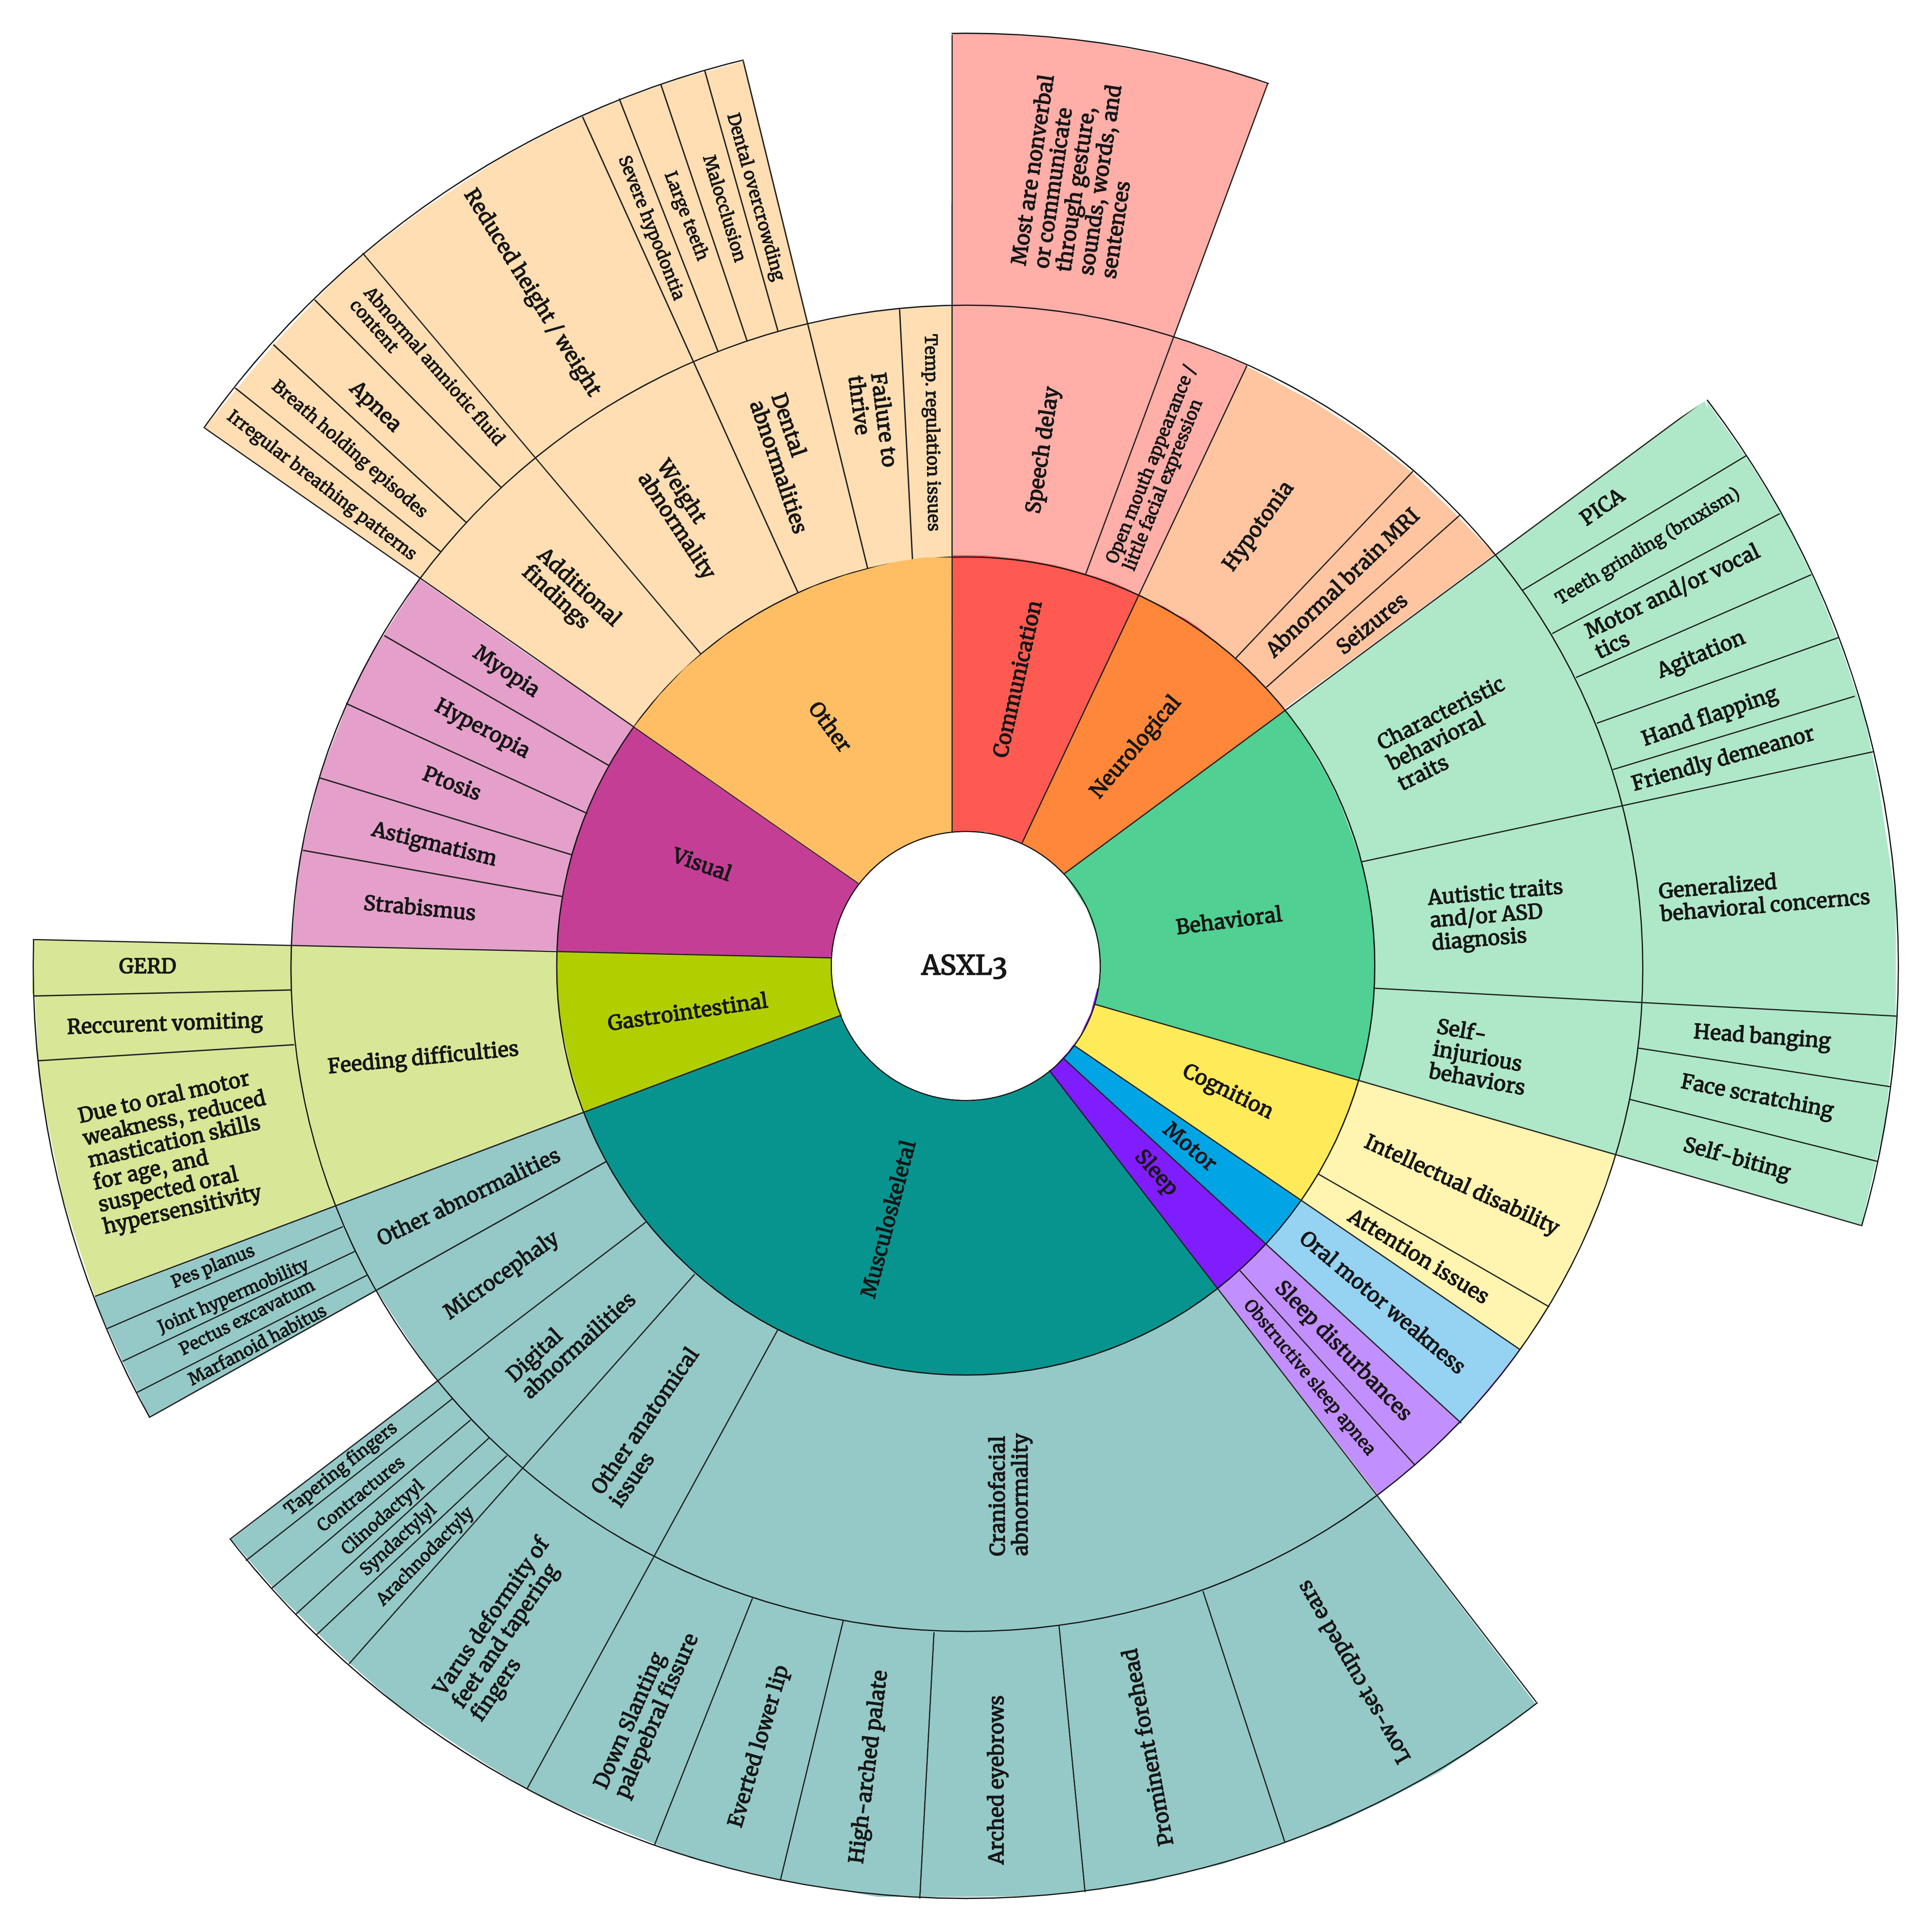 ASXL3
Communication
Speech delay
Most are nonverbal
or communicate
through gesture,
sounds, words, and
sentences
Open mouth appearance /
little facial expression
Neurological
Hypotonia
Abnormal brain MRI
Seizures
Behavioral
Characteristic
behavioral
traits
PICA
Teeth grinding (bruxism)
Motor and/or vocal
tics
Agitation
Hand flapping
Friendly demeanor
Autistic traits
and/or ASD
diagnosis
Generalized
behavioral concerncs
Self-
injurious
behaviors
Head banging
Face scratching
Self-biting
Cognition
Intellectual disability
Attention issues
Motor
Oral motor weakness
Sleep
Sleep disturbances
Obstructive sleep apnea
Musculoskeletal
Craniofacial
abnormality
Low-set cupped ears
Prominent forehead
Arched eyebrows
High-arched palate
Everted lower lip
Down Slanting
palepebral fissure
Other anatomical
issues
Varus deformity of
feet and tapering
fingers
Digital
abnormailities
Arachnodactyly
Syndactylyl
Clinodactyyl
Contractures
Tapering fingers
Microcephaly
Other abnormalities
Marfanoid habitus
Pectus excavatum
Joint hypermobility
Pes planus
Gastrointestinal
Feeding difficulties
Due to oral motor
weakness, reduced
mastication skills
for age, and
suspected oral
hypersensitivity
Reccurent vomiting
GERD
Visual
Strabismus
Astigmatism
Ptosis
Hyperopia
Myopia
Other
Additional
findings
Irregular breathing patterns
Breath holding episodes
Apnea
Abnormal amniotic fluid
content
Weight
abnormality
Reduced height / weight
Dental
abnormalities
Severe hypodontia
Large teeth
Malocclusion
Dental overcrowding
Failure to
thrive
Temp. regulation issues